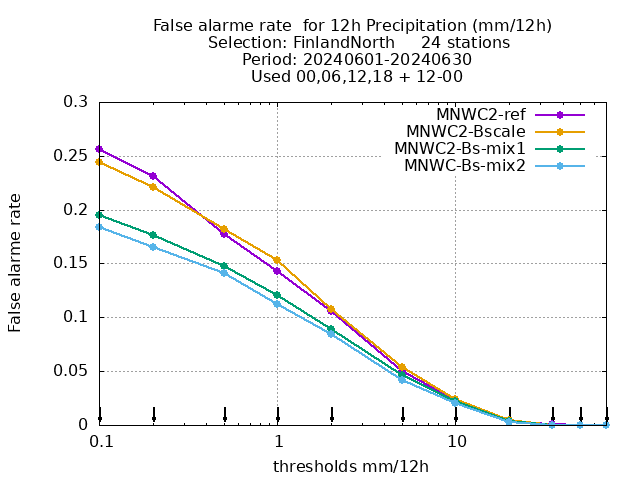 False alarme rate  for 12h Precipitation (mm/12h)
Selection: FinlandNorth     24 stations
Period: 20240601-20240630
Used 00,06,12,18 + 12-00
MNWC2-ref
MNWC2-Bscale
MNWC2-Bs-mix1
MNWC-Bs-mix2
False alarme rate
0.3
0.25
0.2
0.15
0.1
0.05
0
0.1 1 10
thresholds mm/12h